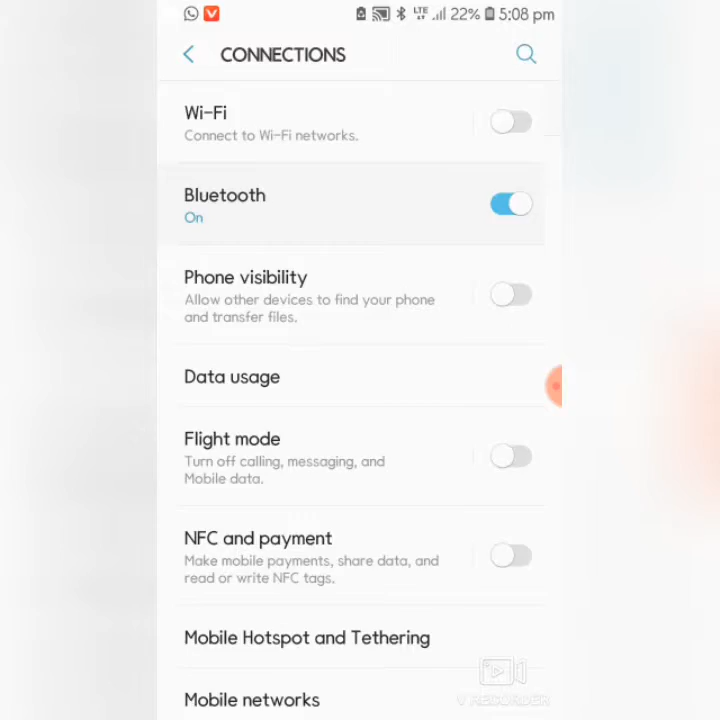 LTE 22% 5:08 pm
CONNECTIONS
Wi-Fi
Connect to Wi-Fi networks.
Bluetooth
On
Phone visibility
Allow other devices to find your phone
and transfer files.
Data usage
Flight mode
Turn off calling, messaging, and
Mobile data.
NFC and payment
Make mobile payments, share data, and
read or write NFC tags.
Mobile Hotspot and Tethering
Mobile networks
V RECORDER